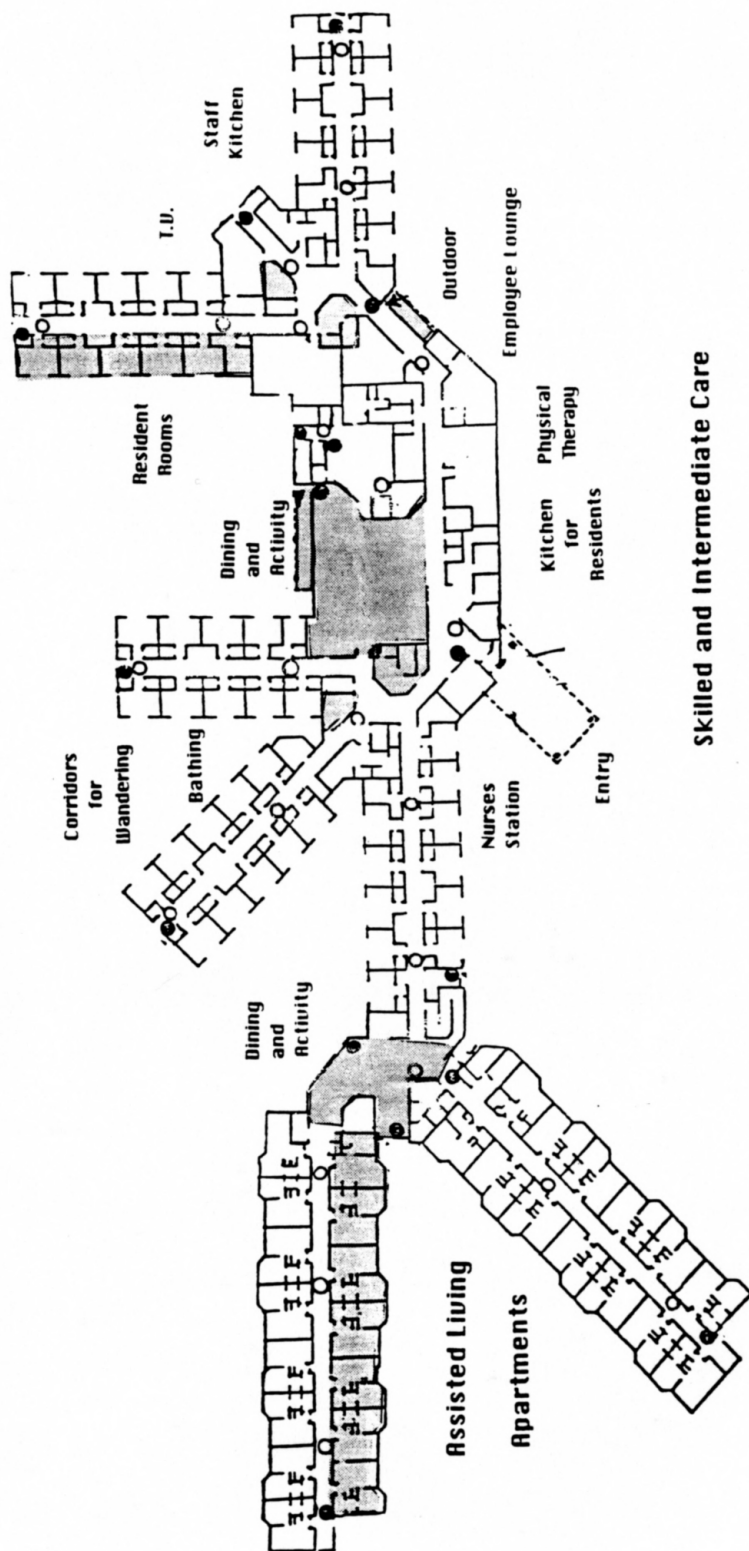 Staff
Kitchen
T.V.
Resident
Rooms
Dining
and
Activity
Corridors
for
Wandering
Bathing
Dining
and
Activity
Outdoor
Employee Lounge
Physical
Therapy
Kitchen
for
Residents
Nurses
Station
Entry
Assisted Living
Apartments
Skilled and Intermediate Care